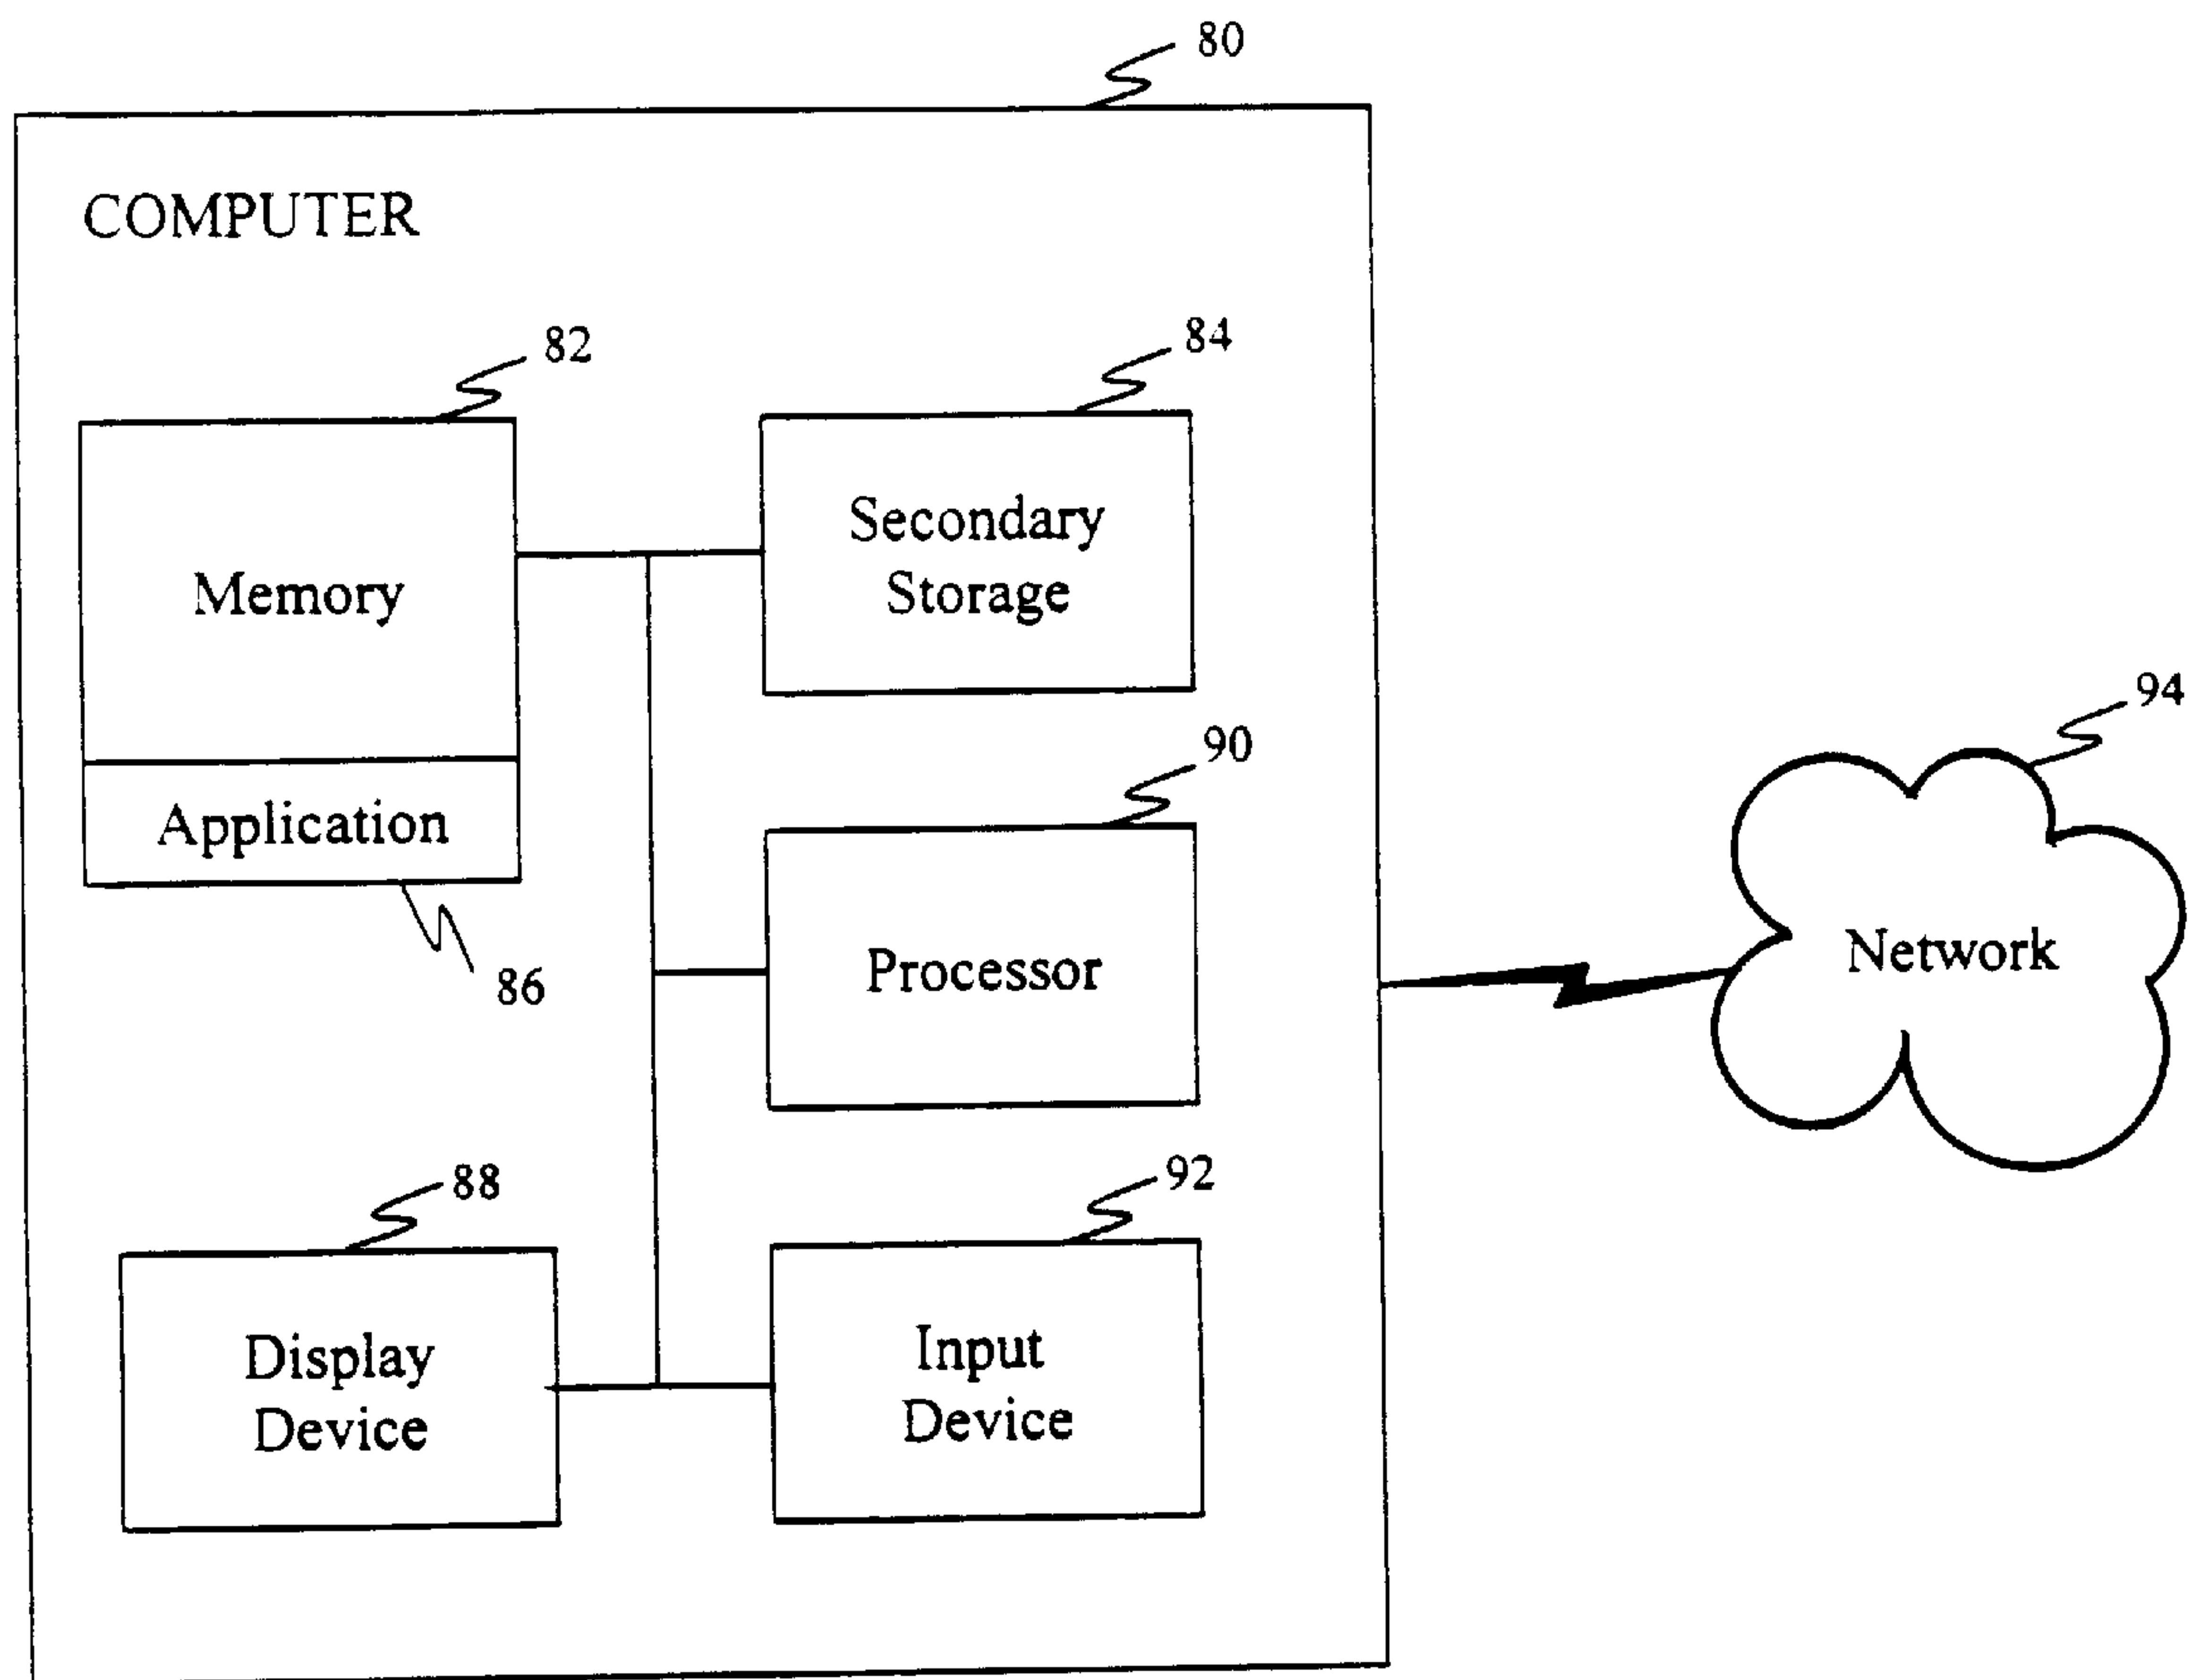 80
COMPUTER
82
84
Memory
Secondary
Storage
Application
86
90
Processor
94
Network
88
92
Display
Device
Input
Device